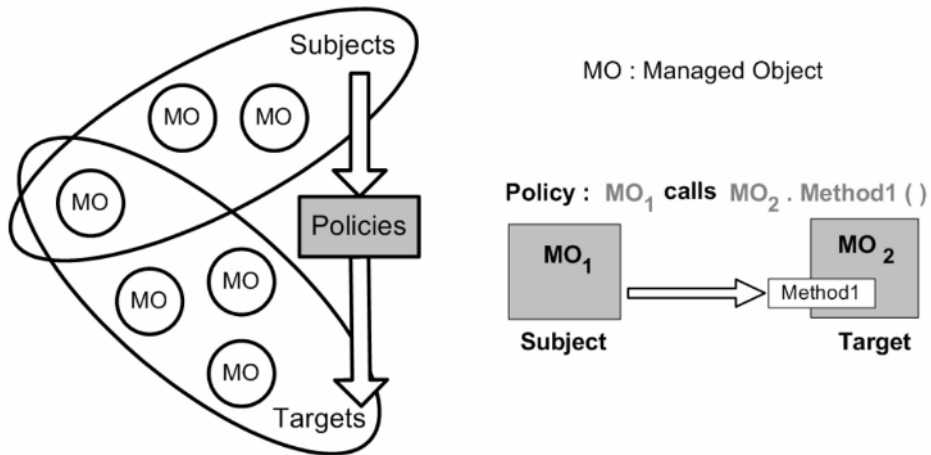 Subjects
MO : Managed Object
MO MO
MO
Policy : MO1 calls MO2 . Method1 ( )
Policies
MO1
MO 2
MO
MO
Method1
Subject
Target
MO
Targets